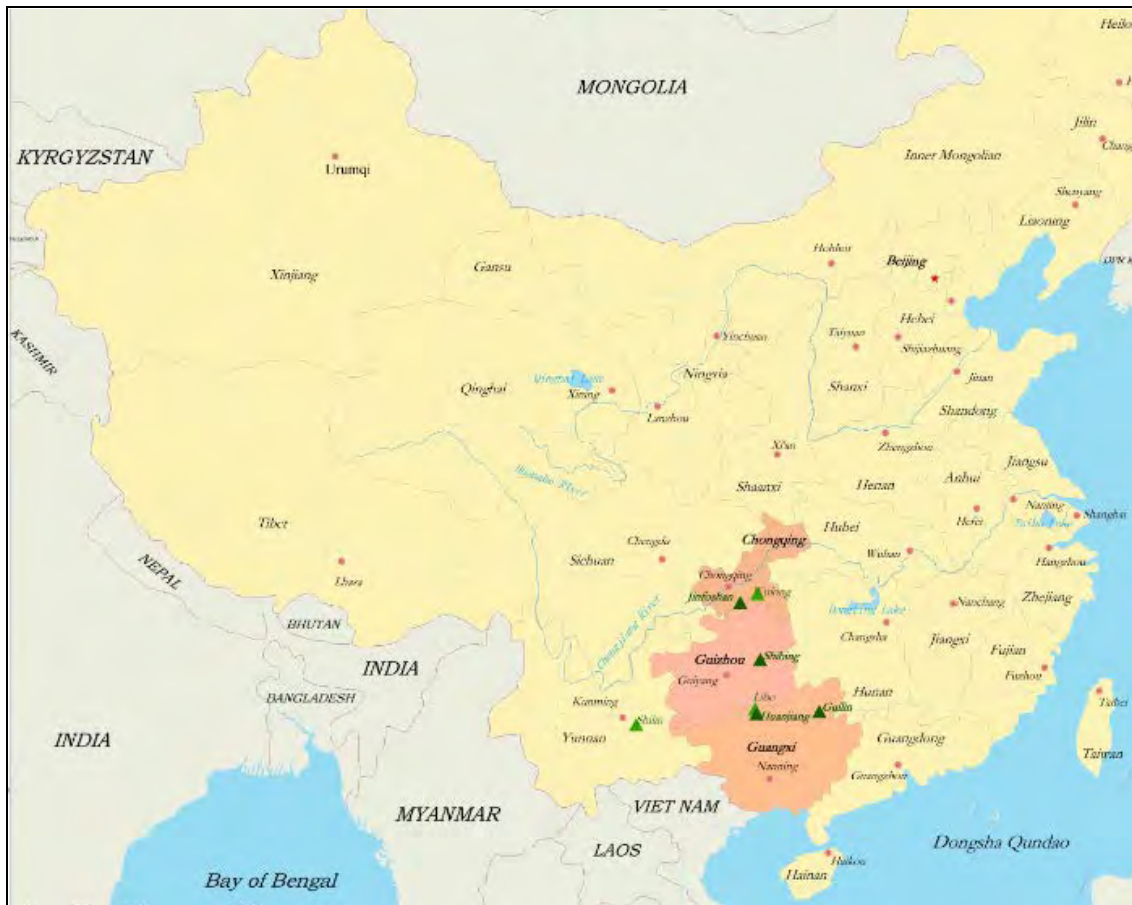 MONGOLIA
Jilin
KYRGYZSTAN
Urumqi
Inner Mongolian
Shenyang
Liaoning
Beijing
Xinjiang
Gansu
KASHMIR
Hebei
Taiyuan
Shijiazhuang
Yinchuan
Ningxia
Qinghai Lake
Xining
Qinghai
Shanxi
Jinan
Lanzhou
Shandong
Zhengzhou
Xi'an
Jiangsu
Shaanxi
Henan
Anhui
Nanjing
Shanghai
Hefei
Tibet
Hubei
Chongqing
Sichuan
Wuhan
Hangzhou
NEPAL
Lhasa
Chongqing
Jinfoshan
Zhejiang
Nanchang
BHUTAN
Changsha
Jiangxi
INDIA
Guizhou
Shibing
Fujian
Guiyang
Fuzhou
BANGLADESH
Libo
Hunan
Kunming
Huanjiang
Guilin
INDIA
Yunnan
Shilin
Guangxi
Guangdong
Taiwan
Nanning
Guangzhou
MYANMAR
VIET NAM
LAOS
Dongsha Qundao
Haikou
Bay of Bengal
Hainan